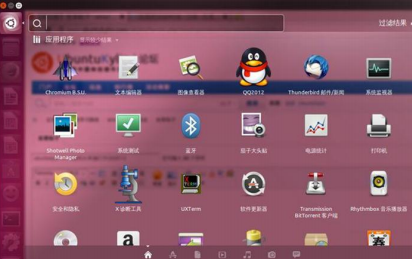 过滤结果
应用程序
Chromium
文本编辑器
图像查看器
QQ2012
Thunderbird 邮件/新闻
系统监视器
Shotwell Photo
Manager
系统测试
蓝牙
茄子大头贴
电源统计
打印机
安全和隐私
X 诊断工具
UXTerm
软件更新器
Transmission
BitTorrent 客户端
Rhythmbox 音乐播放